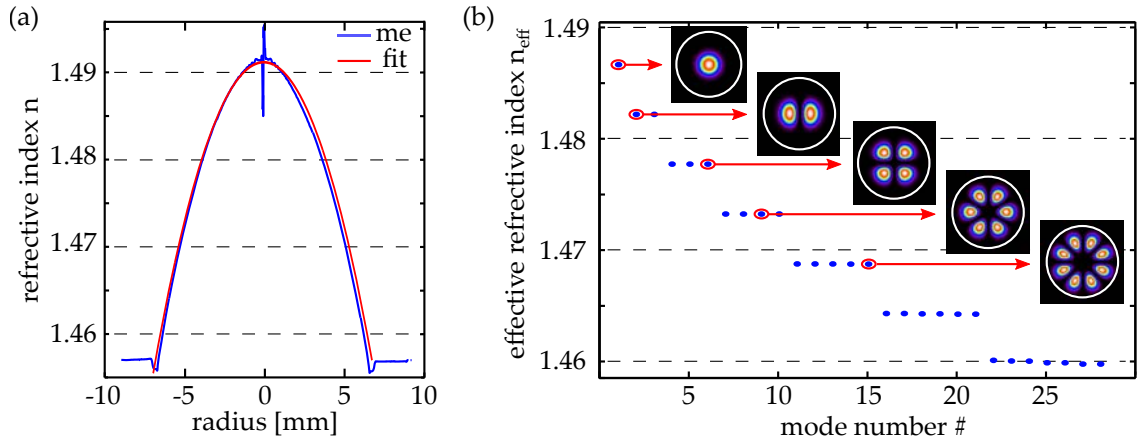 (a)
me
fit
1.49
1.48
1.47
1.46
refrective index n
-10
-5
0
5
10
radius [mm]
(b)
1.49
1.48
1.47
1.46
effective refrective index neff
5
10
15
20
25
mode number #